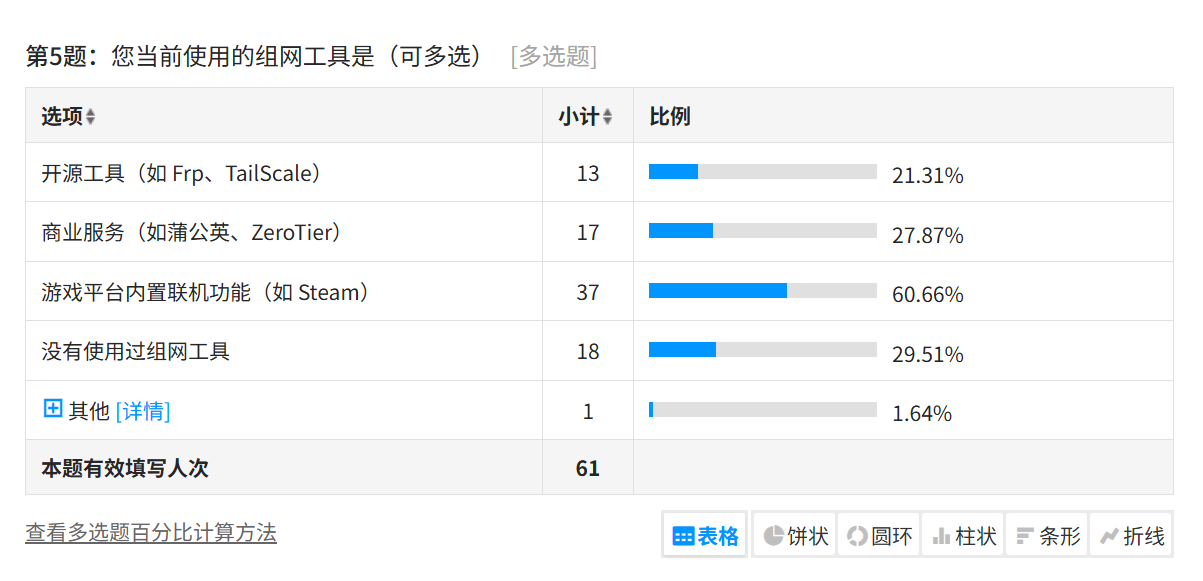 第5题：您当前使用的组网工具是（可多选） [多选题]
选项 小计 比例
开源工具（如 Frp、TailScale） 13 21.31%
商业服务（如蒲公英、ZeroTier） 17 27.87%
游戏平台内置联机功能（如 Steam） 37 60.66%
没有使用过组网工具 18 29.51%
其他 [详情] 1 1.64%
本题有效填写人次 61
查看多选题百分比计算方法 表格 饼状 圆环 柱状 条形 折线